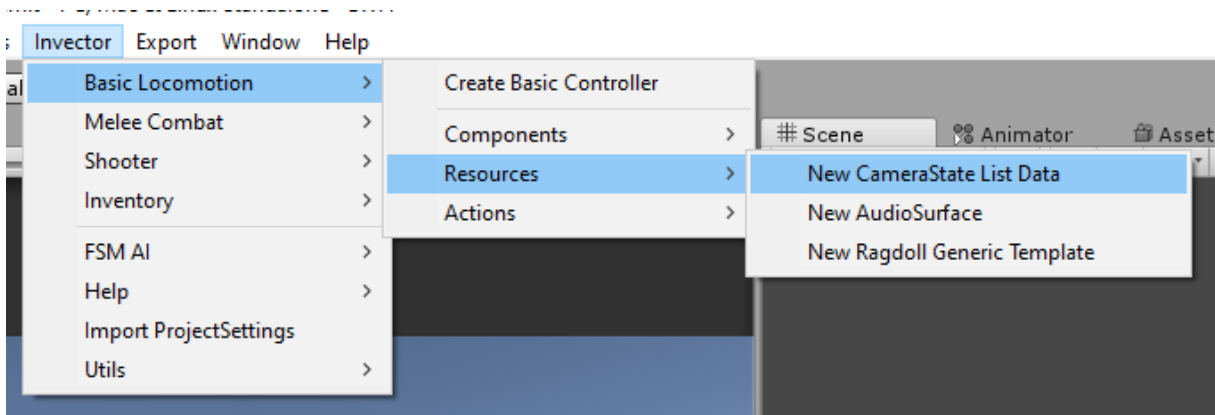 Invector Export Window Help
Basic Locomotion
Melee Combat
Shooter
Inventory
FSM AI
Help
Import ProjectSettings
Utils
Create Basic Controller
Components
Resources
Actions
New CameraState List Data
New AudioSurface
New Ragdoll Generic Template
Scene Animator Asset